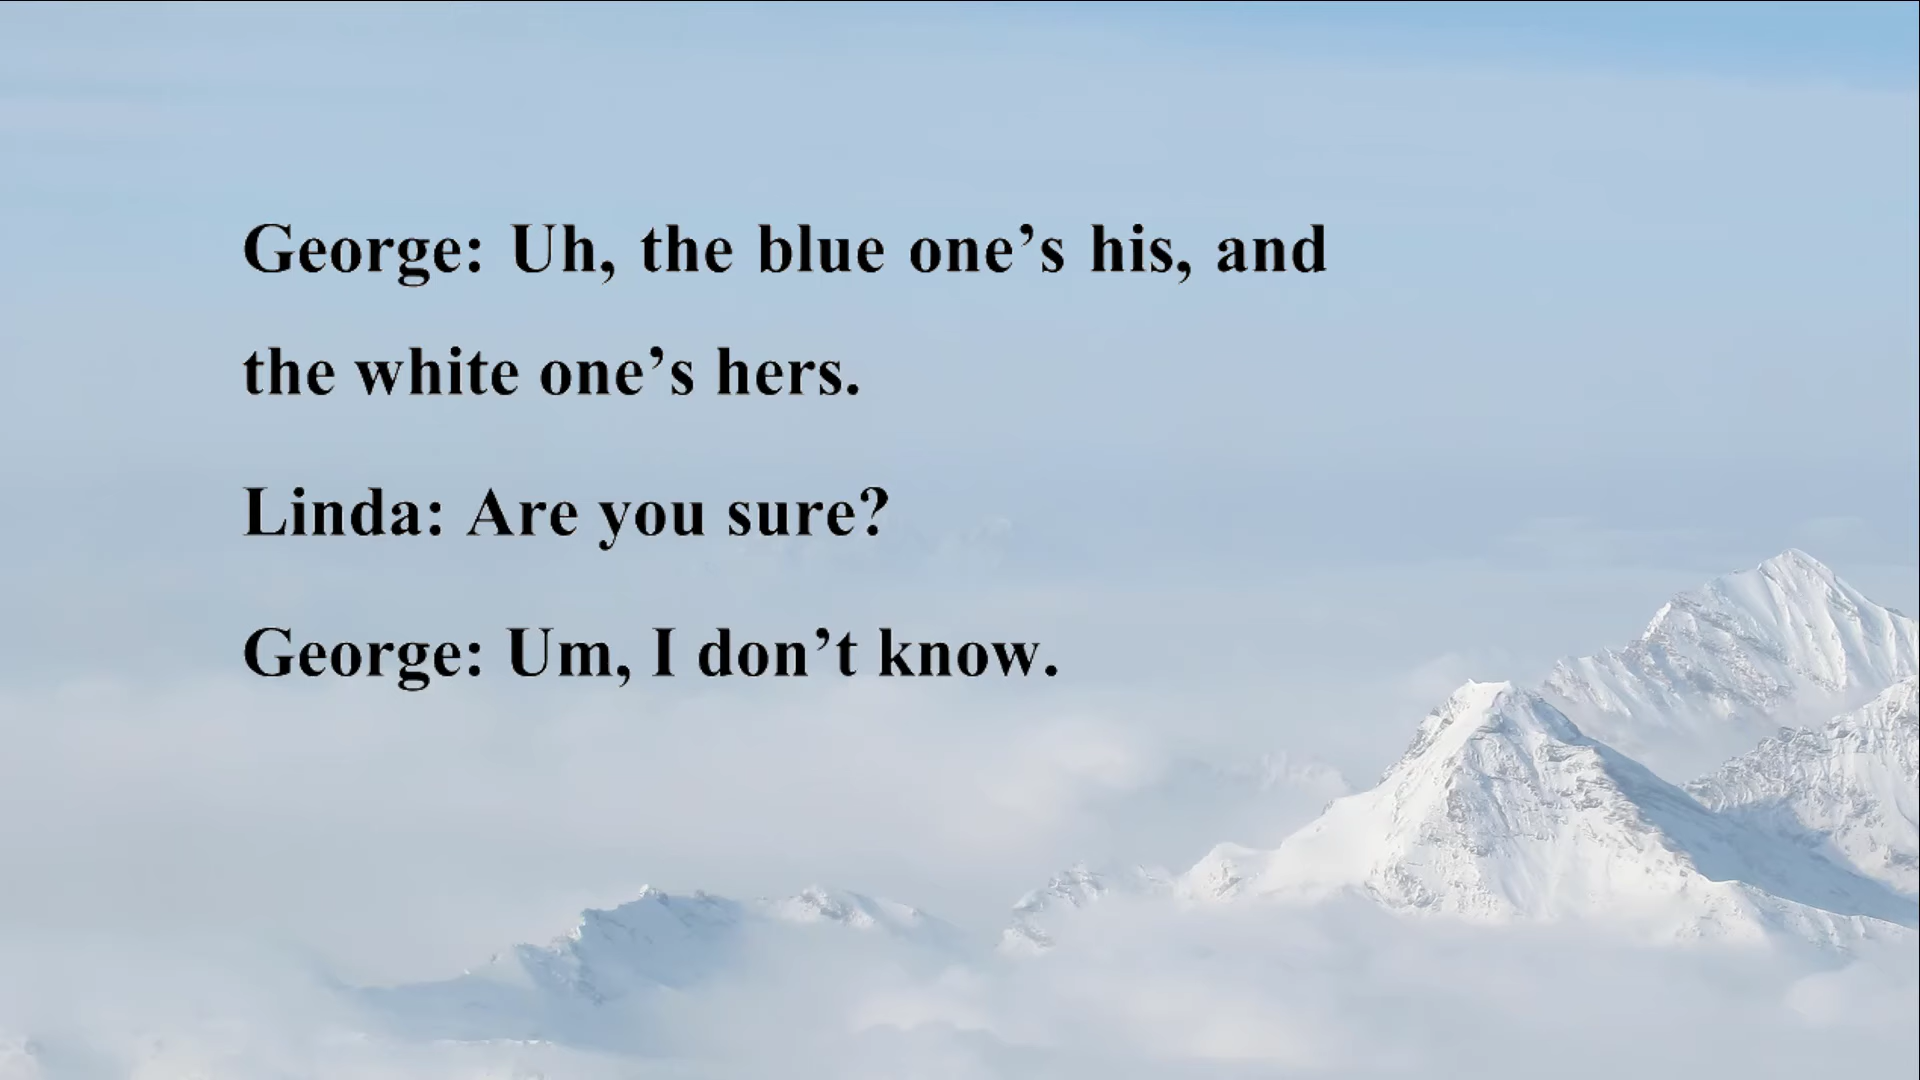 George: Uh, the blue one’s his, and
the white one’s hers.
Linda: Are you sure?
George: Um, I don’t know.